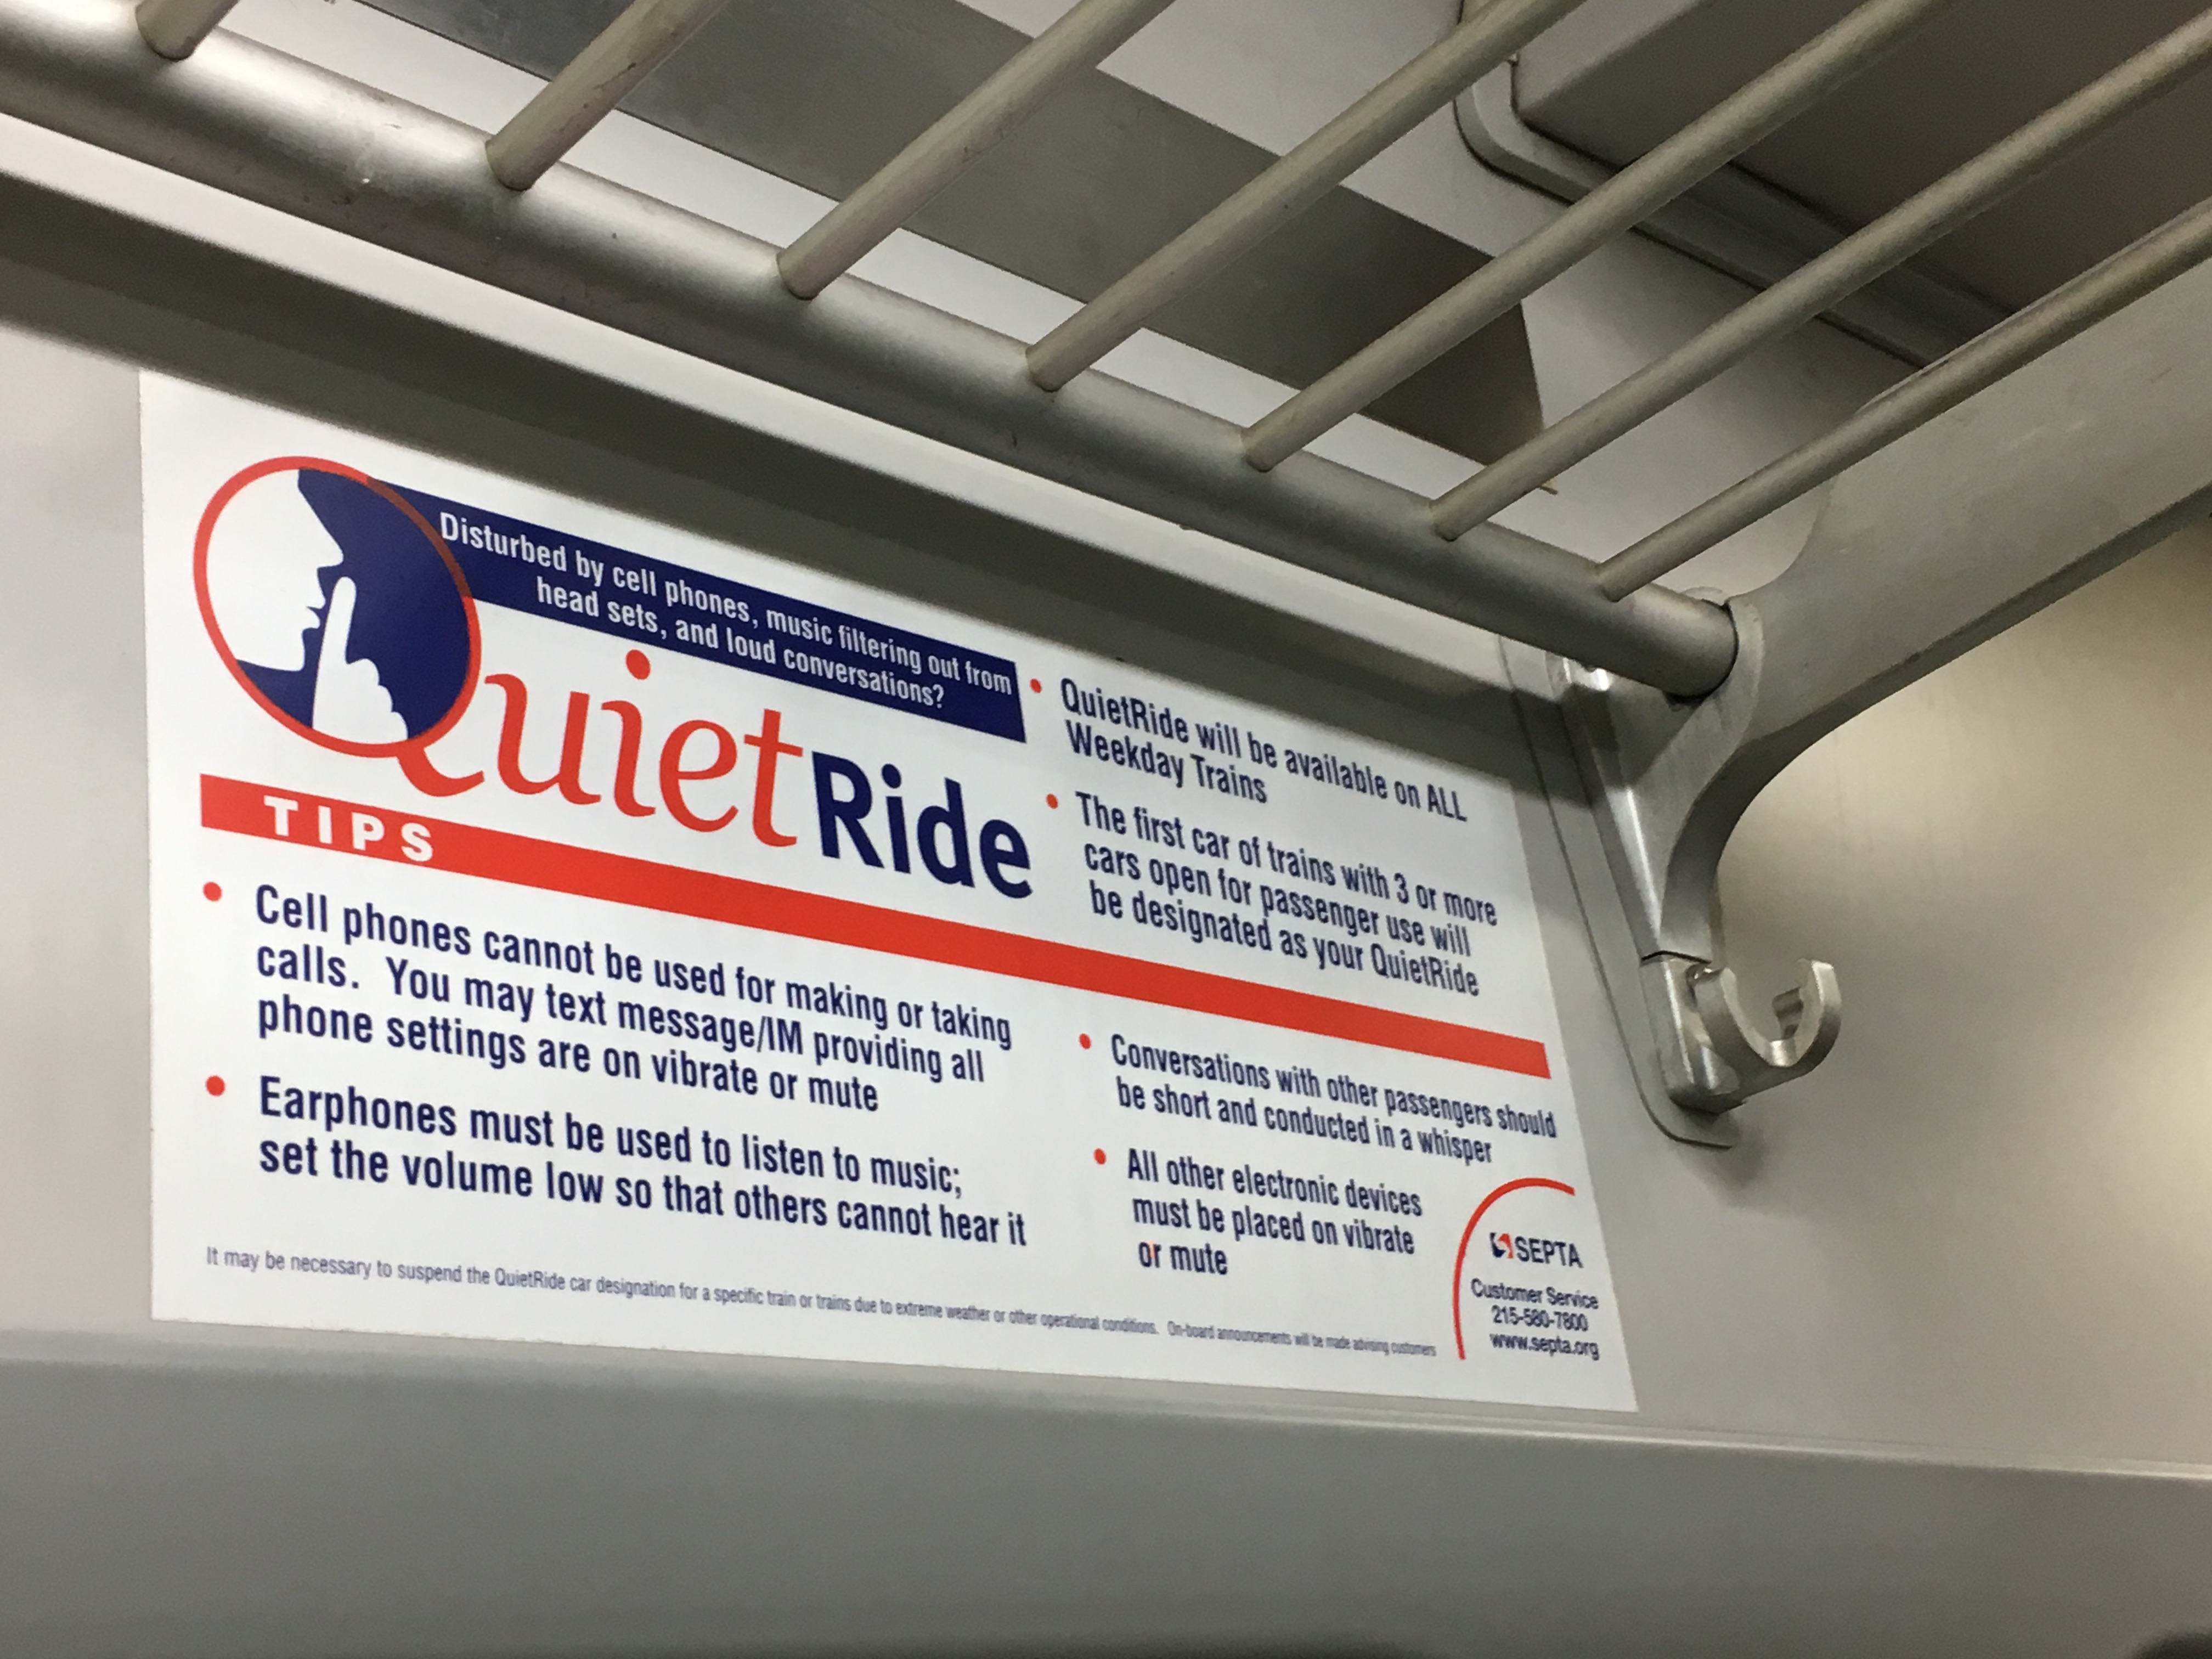 Disturbed by cell phones, music filtering out from
head sets, and loud conversations?
QuietRide
• QuietRide will be available on ALL
Weekday Trains
• The first car of trains with 3 or more
cars open for passenger use will
be designated as your QuietRide
TIPS
• Cell phones cannot be used for making or taking
calls. You may text message/IM providing all
phone settings are on vibrate or mute
• Earphones must be used to listen to music;
set the volume low so that others cannot hear it
• Conversations with other passengers should
be short and conducted in a whisper
• All other electronic devices
must be placed on vibrate
or mute
It may be necessary to suspend the QuietRide car designation for a specific train or trains due to extreme weather or other operational conditions. On-board announcements will be made advising customers
SEPTA
Customer Service
215-580-7800
www.septa.org